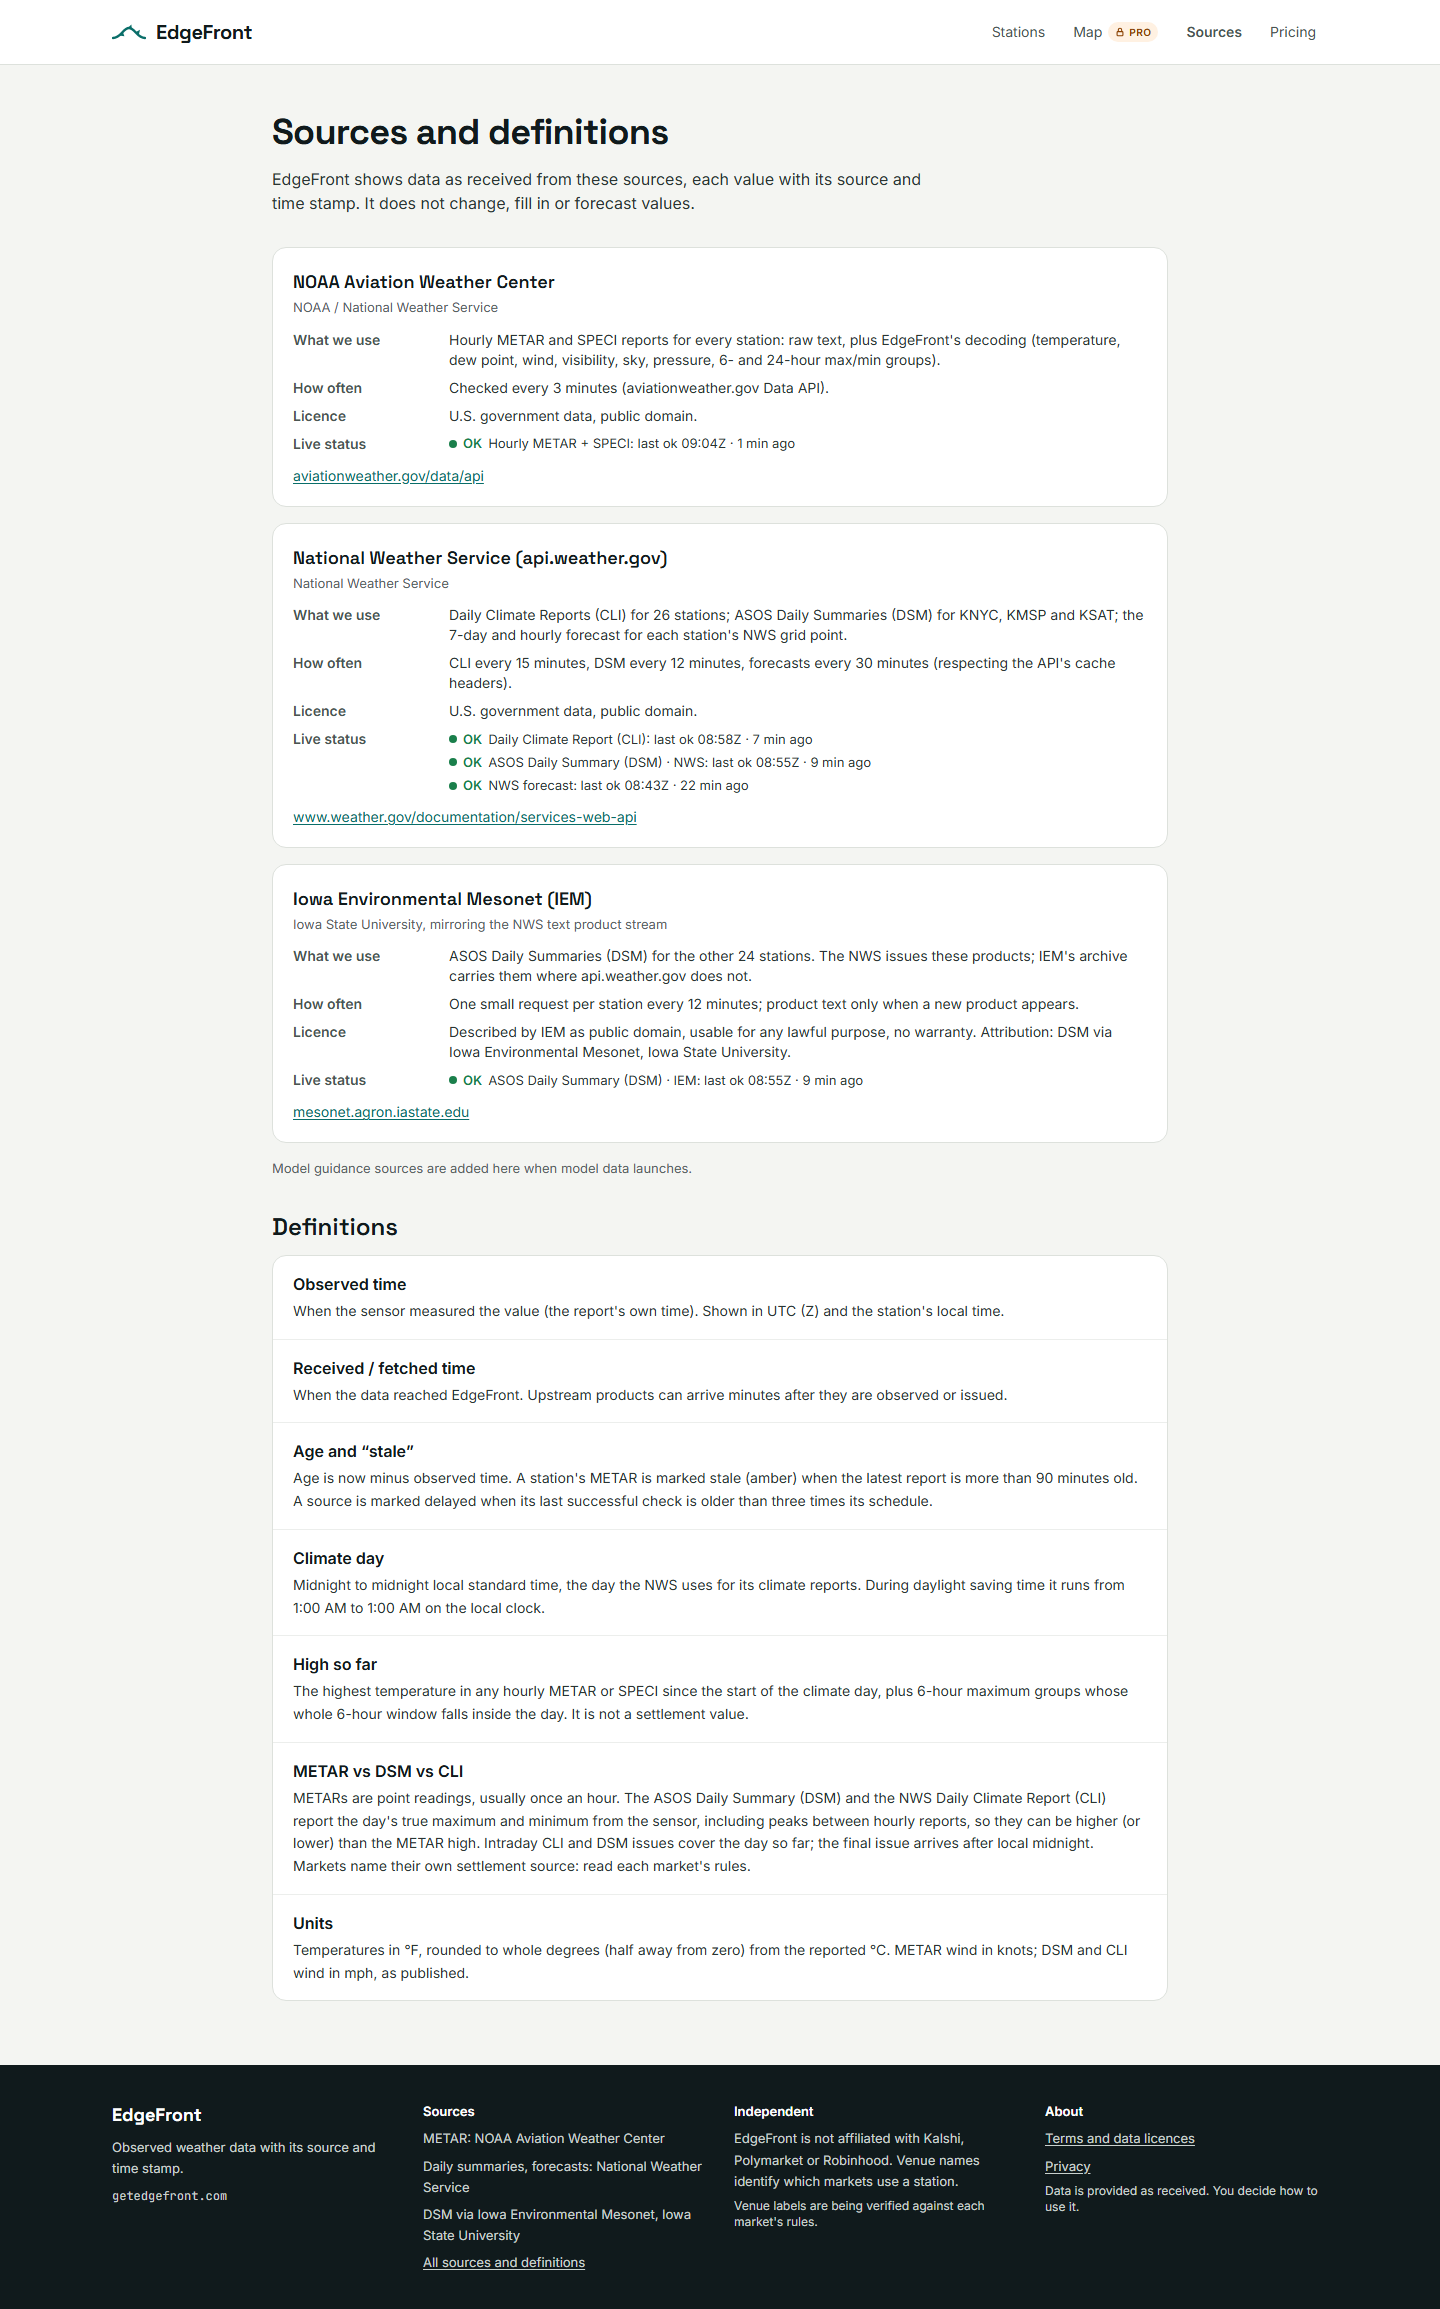 EdgeFront
Stations
Map
PRO
Sources
Pricing
Sources and definitions
EdgeFront shows data as received from these sources, each value with its source and
time stamp. It does not change, fill in or forecast values.
NOAA Aviation Weather Center
NOAA / National Weather Service
What we use
Hourly METAR and SPECI reports for every station: raw text, plus EdgeFront's decoding (temperature,
dew point, wind, visibility, sky, pressure, 6- and 24-hour max/min groups).
How often
Checked every 3 minutes (aviationweather.gov Data API).
Licence
U.S. government data, public domain.
Live status
OK Hourly METAR + SPECI: last ok 09:04Z · 1 min ago
aviationweather.gov/data/api
National Weather Service (api.weather.gov)
National Weather Service
What we use
Daily Climate Reports (CLI) for 26 stations; ASOS Daily Summaries (DSM) for KNYC, KMSP and KSAT; the
7-day and hourly forecast for each station's NWS grid point.
How often
CLI every 15 minutes, DSM every 12 minutes, forecasts every 30 minutes (respecting the API's cache
headers).
Licence
U.S. government data, public domain.
Live status
OK Daily Climate Report (CLI): last ok 08:58Z · 7 min ago
OK ASOS Daily Summary (DSM) · NWS: last ok 08:55Z · 9 min ago
OK NWS forecast: last ok 08:43Z · 22 min ago
www.weather.gov/documentation/services-web-api
Iowa Environmental Mesonet (IEM)
Iowa State University, mirroring the NWS text product stream
What we use
ASOS Daily Summaries (DSM) for the other 24 stations. The NWS issues these products; IEM's archive
carries them where api.weather.gov does not.
How often
One small request per station every 12 minutes; product text only when a new product appears.
Licence
Described by IEM as public domain, usable for any lawful purpose, no warranty. Attribution: DSM via
Iowa Environmental Mesonet, Iowa State University.
Live status
OK ASOS Daily Summary (DSM) · IEM: last ok 08:55Z · 9 min ago
mesonet.agron.iastate.edu
Model guidance sources are added here when model data launches.
Definitions
Observed time
When the sensor measured the value (the report's own time). Shown in UTC (Z) and the station's local time.
Received / fetched time
When the data reached EdgeFront. Upstream products can arrive minutes after they are observed or issued.
Age and “stale”
Age is now minus observed time. A station's METAR is marked stale (amber) when the latest report is more than 90 minutes old.
A source is marked delayed when its last successful check is older than three times its schedule.
Climate day
Midnight to midnight local standard time, the day the NWS uses for its climate reports. During daylight saving time it runs from
1:00 AM to 1:00 AM on the local clock.
High so far
The highest temperature in any hourly METAR or SPECI since the start of the climate day, plus 6-hour maximum groups whose
whole 6-hour window falls inside the day. It is not a settlement value.
METAR vs DSM vs CLI
METARs are point readings, usually once an hour. The ASOS Daily Summary (DSM) and the NWS Daily Climate Report (CLI)
report the day's true maximum and minimum from the sensor, including peaks between hourly reports, so they can be higher (or
lower) than the METAR high. Intraday CLI and DSM issues cover the day so far; the final issue arrives after local midnight.
Markets name their own settlement source: read each market's rules.
Units
Temperatures in °F, rounded to whole degrees (half away from zero) from the reported °C. METAR wind in knots; DSM and CLI
wind in mph, as published.
EdgeFront
Observed weather data with its source and
time stamp.
getedgefront.com
Sources
METAR: NOAA Aviation Weather Center
Daily summaries, forecasts: National Weather
Service
DSM via Iowa Environmental Mesonet, Iowa
State University
All sources and definitions
Independent
EdgeFront is not affiliated with Kalshi,
Polymarket or Robinhood. Venue names
identify which markets use a station.
Venue labels are being verified against each
market's rules.
About
Terms and data licences
Privacy
Data is provided as received. You decide how to
use it.